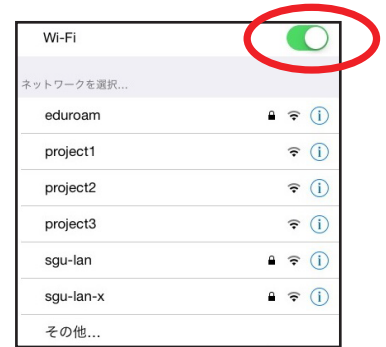 Wi-Fi
ネットワークを選択...
eduroam
project1
project2
project3
sgu-lan
sgu-lan-x
その他...